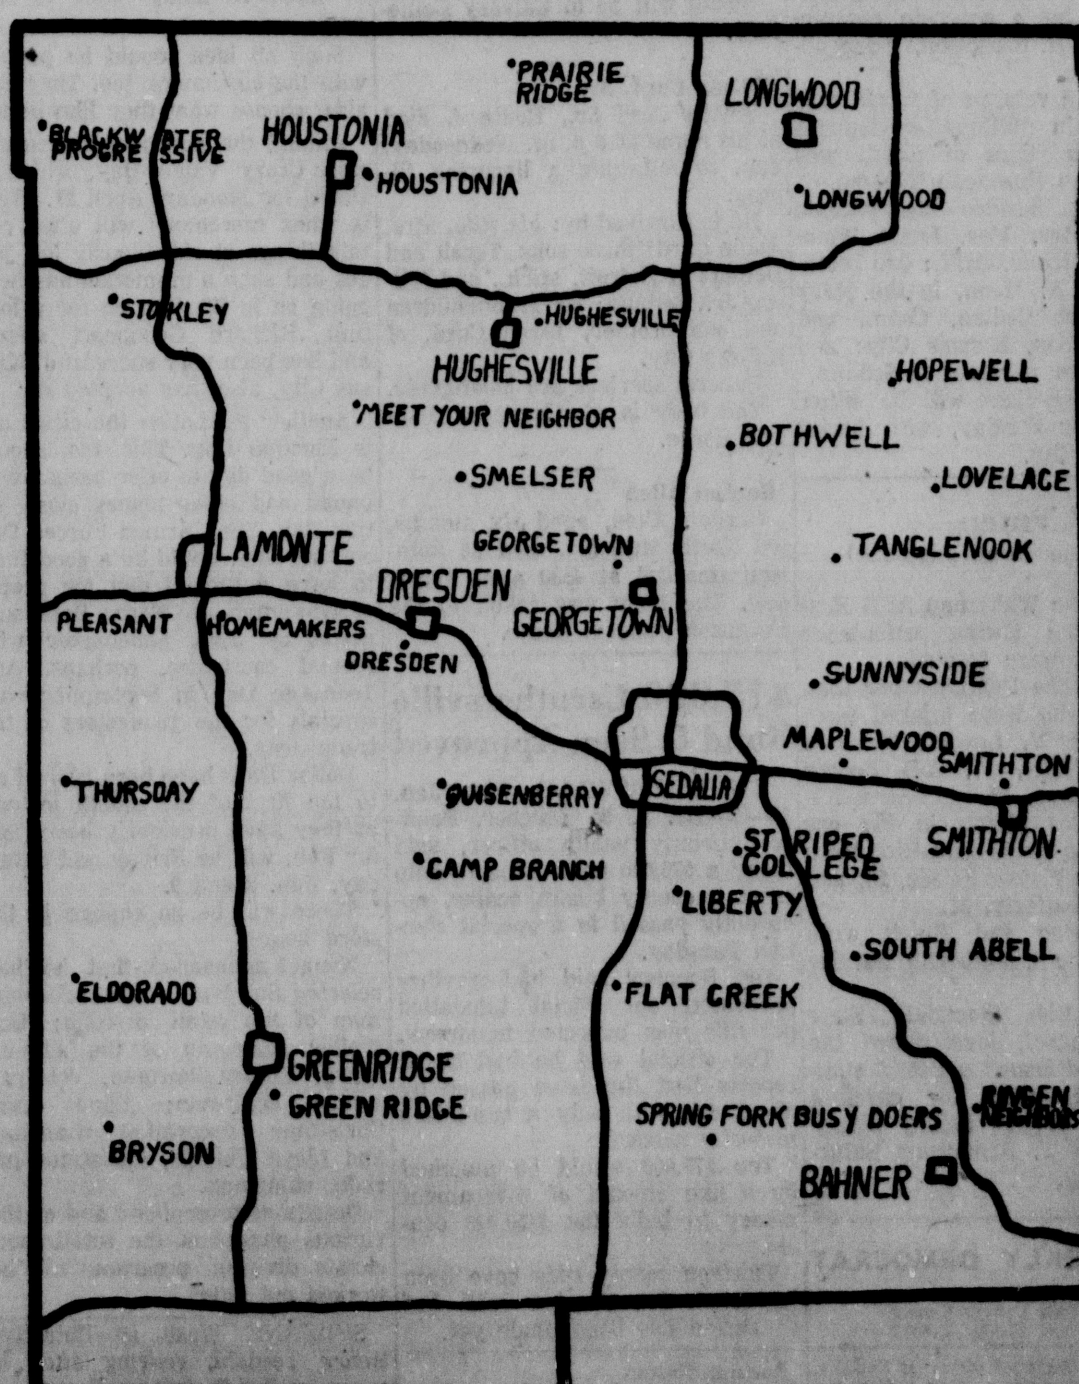 PRAIRIE
RIDGE
LONGWOOD
BLACKWATER
PROGRESSIVE
HOUSTONIA
HOUSTONIA
LONGWOOD
STOKLEY
HUGHESVILLE
HUGHESVILLE
HOPEWELL
MEET YOUR NEIGHBOR
BOTHWELL
SMELSER
LOVELACE
LAMONTE
GEORGETOWN
TANGLENOOK
DRESDEN
GEORGETOWN
PLEASANT HOMEMAKERS
DRESDEN
SUNNYSIDE
MAPLEWOOD
SMITHTON
THURSDAY
QUISENBERRY
SEDALIA
SMITHTON
STRIPED
COLLEGE
CAMP BRANCH
LIBERTY
SOUTH ABELL
ELDORADO
FLAT CREEK
GREENRIDGE
GREEN RIDGE
SPRING FORK BUSY DOERS
RINGEN
NEIGHBORS
BRYSON
BAHNER